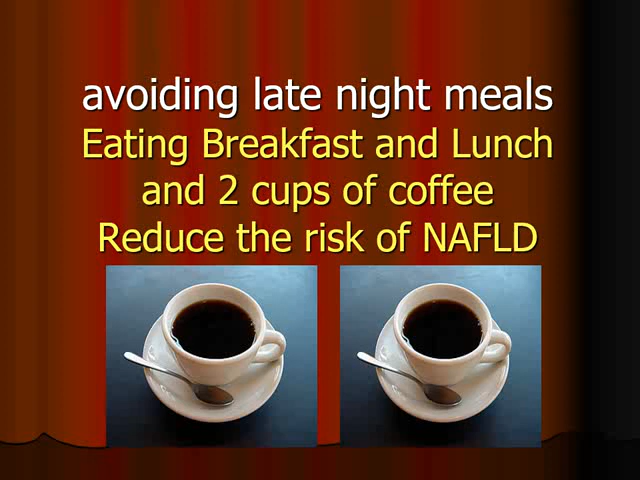 avoiding late night meals
Eating Breakfast and Lunch
and 2 cups of coffee
Reduce the risk of NAFLD